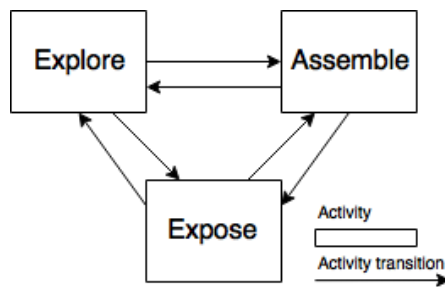 Explore
Assemble
Expose
Activity
Activity transition